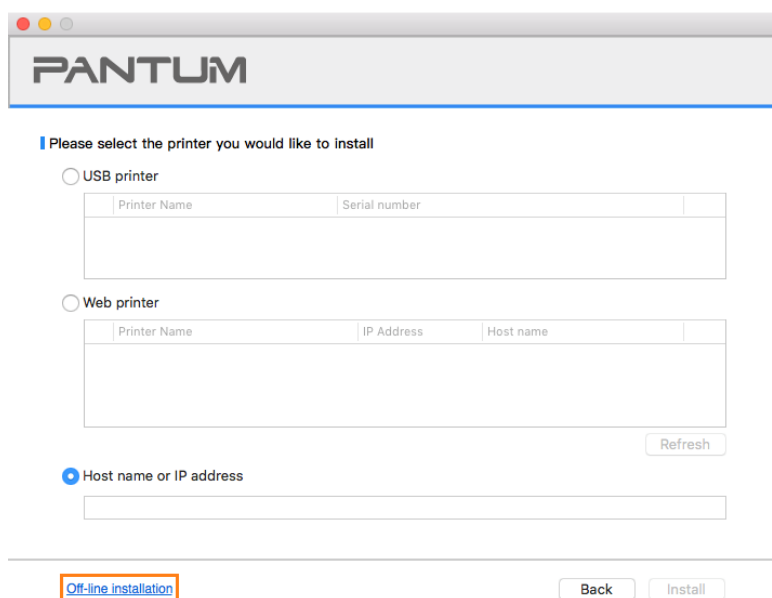 PANTUM
Please select the printer you would like to install
USB printer
Printer Name Serial number
Web printer
Printer Name IP Address Host name
Refresh
Host name or IP address
Off-line installation Back Install